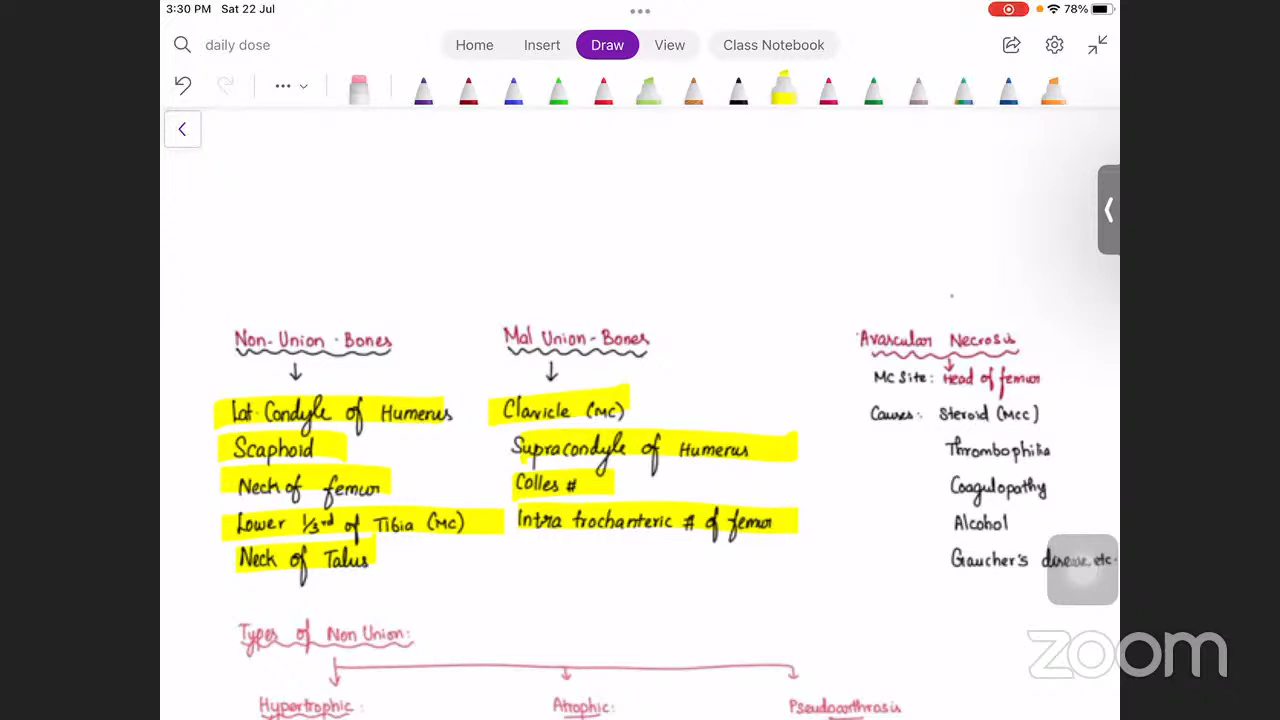 3:30 PM Sat 22 Jul
78%
daily dose
Home Insert Draw View Class Notebook
Non-Union-Bones
Lat. Condyle of Humerus
Scaphoid
Neck of femur
Lower 1/3rd of Tibia (MC)
Neck of Talus
Mal Union-Bones
Clavicle (MC)
Supracondyle of Humerus
Colles #
Intra trochanteric # of femur
Avascular Necrosis
MC Site: Head of femur
Causes: Steroid (MCC)
Thrombophilia
Coagulopathy
Alcohol
Gaucher's disease etc.
Types of Non Union:
Hypertrophic: Atrophic: Pseudoarthrosis
zoom